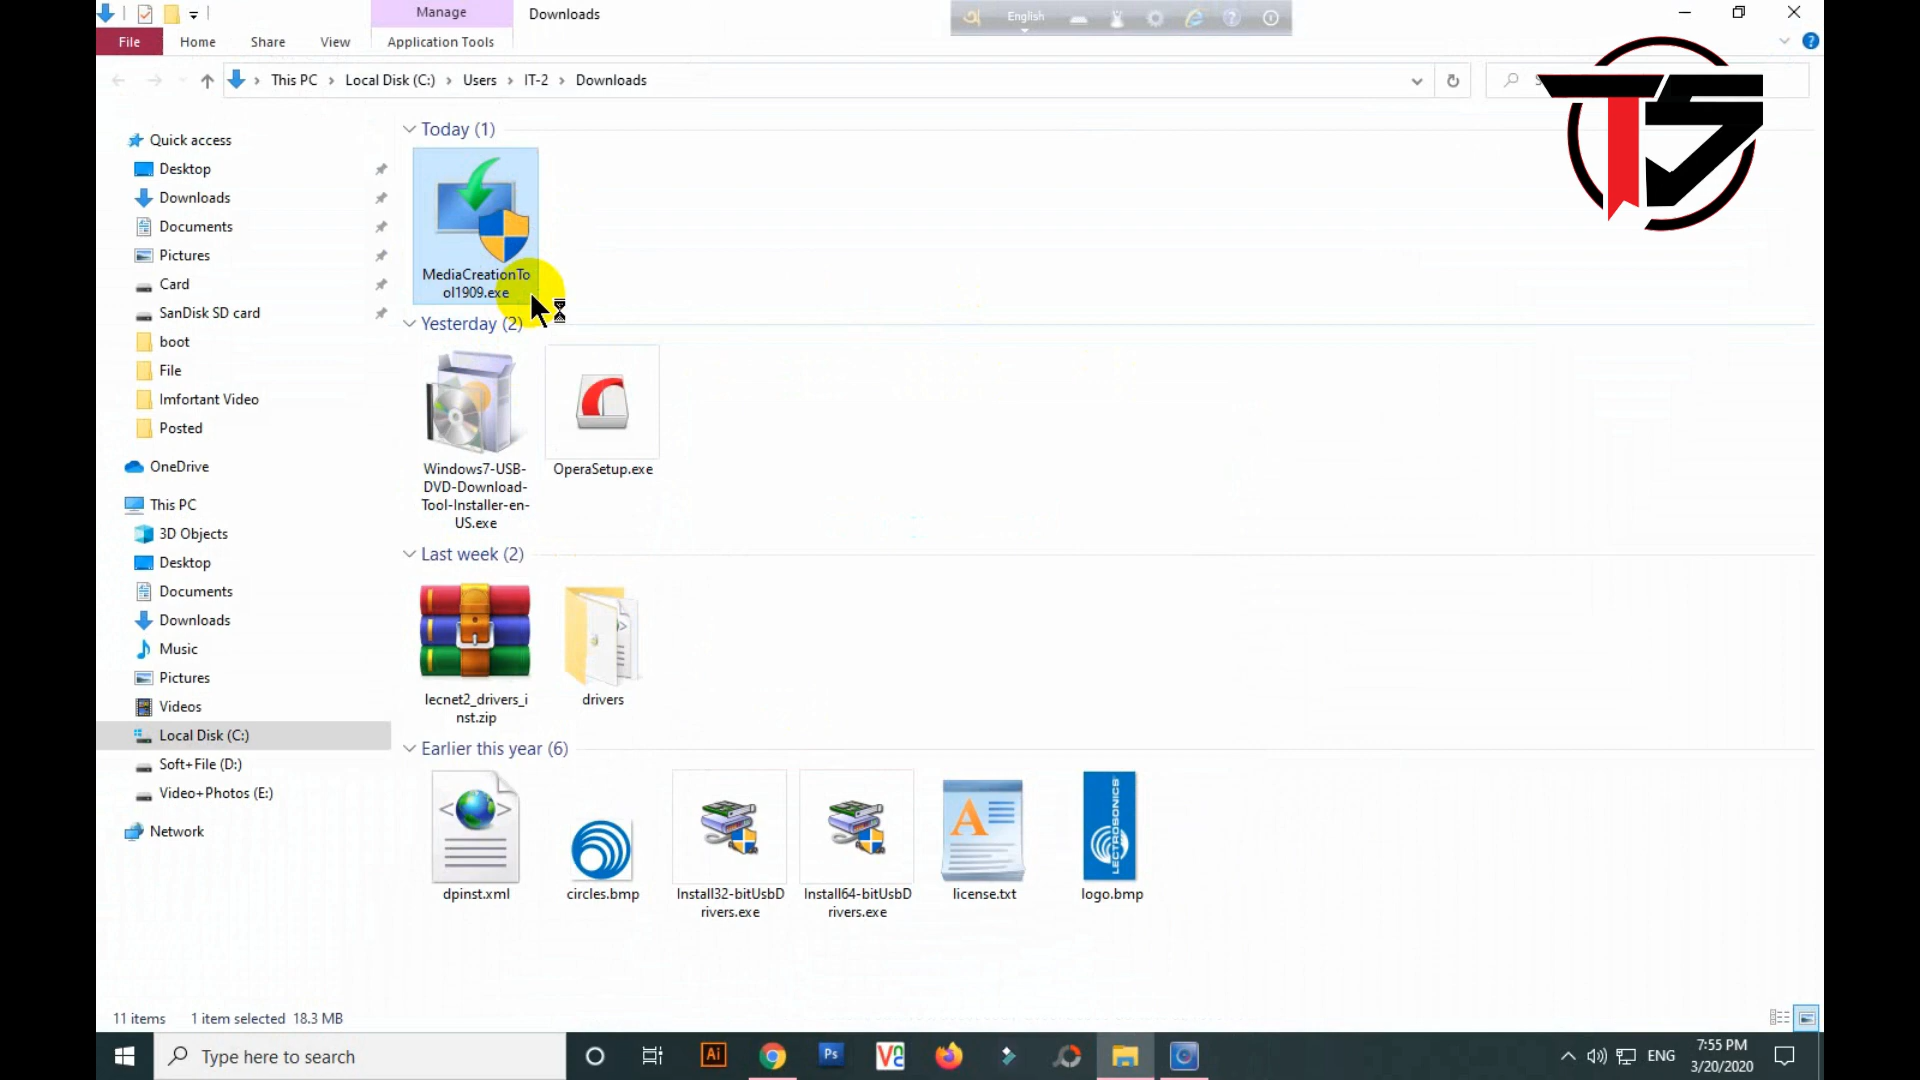 Manage
Downloads
English
File
Home
Share
View
Application Tools
This PC
Local Disk (C:)
Users
IT-2
Downloads
TS
Quick access
Desktop
Downloads
Documents
Pictures
Card
SanDisk SD card
boot
File
Imfortant Video
Posted
OneDrive
This PC
3D Objects
Desktop
Documents
Downloads
Music
Pictures
Videos
Local Disk (C:)
Soft+File (D:)
Video+Photos (E:)
Network
Today (1)
MediaCreationTo
ol1909.exe
Yesterday (2)
Windows7-USB-
DVD-Download-
Tool-Installer-en-
US.exe
OperaSetup.exe
Last week (2)
lecnet2_drivers_i
nst.zip
drivers
Earlier this year (6)
dpinst.xml
circles.bmp
Install32-bitUsbD
rivers.exe
Install64-bitUsbD
rivers.exe
license.txt
LECTROSONICS
logo.bmp
11 items
1 item selected 18.3 MB
Type here to search
Ai
Ps
ENG
7:55 PM
3/20/2020